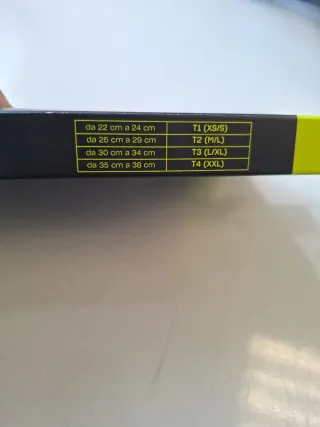 da 22 cm a 24 cm T1 (XS/S)
da 25 cm a 29 cm T2 (M/L)
da 30 cm a 34 cm T3 (L/XL)
da 35 cm a 38 cm T4 (XXL)